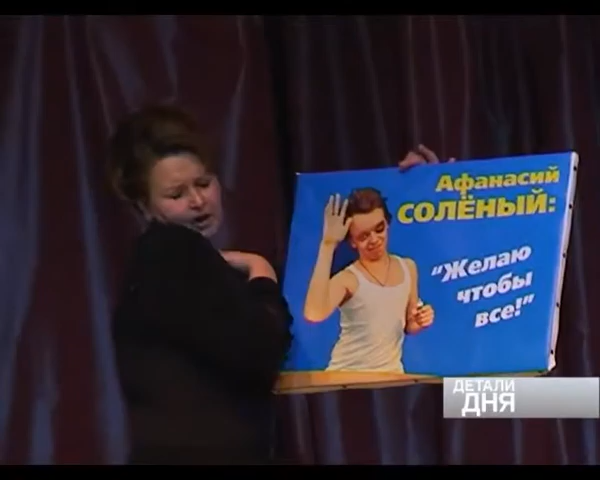 Афанасий
СОЛЁНЫЙ:
"Желаю
чтобы
все!"
ДЕТАЛИ
ДНЯ